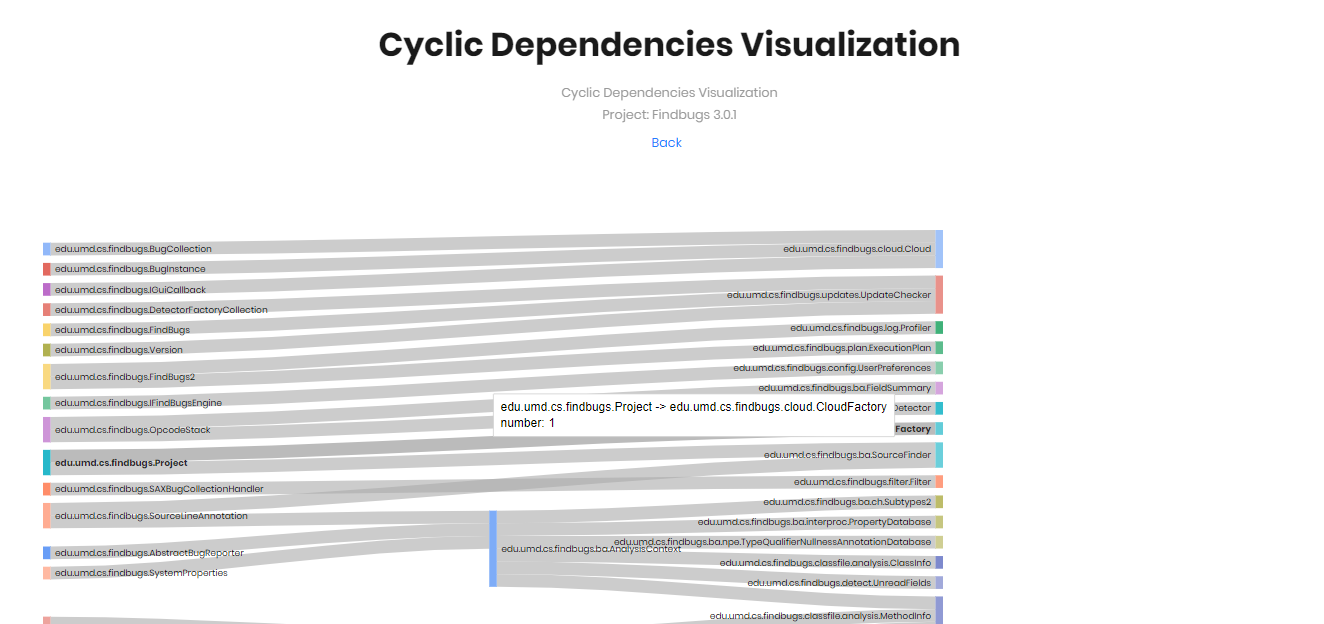 Cyclic Dependencies Visualization
Cyclic Dependencies Visualization
Project: Findbugs 3.0.1
Back
edu.umd.cs.findbugs.BugCollection
edu.umd.cs.findbugs.cloud.Cloud
edu.umd.cs.findbugs.BugInstance
edu.umd.cs.findbugs.IGuiCallback
edu.umd.cs.findbugs.updates.UpdateChecker
edu.umd.cs.findbugs.DetectorFactoryCollection
edu.umd.cs.findbugs.FindBugs
edu.umd.cs.findbugs.log.Profiler
edu.umd.cs.findbugs.Version
edu.umd.cs.findbugs.plan.ExecutionPlan
edu.umd.cs.findbugs.config.UserPreferences
edu.umd.cs.findbugs.FindBugs2
edu.umd.cs.findbugs.ba.FieldSummary
edu.umd.cs.findbugs.IFindBugsEngine
edu.umd.cs.findbugs.Project -> edu.umd.cs.findbugs.cloud.CloudFactory
Detector
number: 1
Factory
edu.umd.cs.findbugs.OpcodeStack
edu.umd.cs.findbugs.ba.SourceFinder
edu.umd.cs.findbugs.Project
edu.umd.cs.findbugs.filter.Filter
edu.umd.cs.findbugs.SAXBugCollectionHandler
edu.umd.cs.findbugs.ba.ch.Subtypes2
edu.umd.cs.findbugs.SourceLineAnnotation
edu.umd.cs.findbugs.ba.interproc.PropertyDatabase
edu.umd.cs.findbugs.ba.npe.TypeQualifierNullnessAnnotationDatabase
edu.umd.cs.findbugs.ba.AnalysisContext
edu.umd.cs.findbugs.AbstractBugReporter
edu.umd.cs.findbugs.classfile.analysis.ClassInfo
edu.umd.cs.findbugs.SystemProperties
edu.umd.cs.findbugs.detect.UnreadFields
edu.umd.cs.findbugs.classfile.analysis.MethodInfo